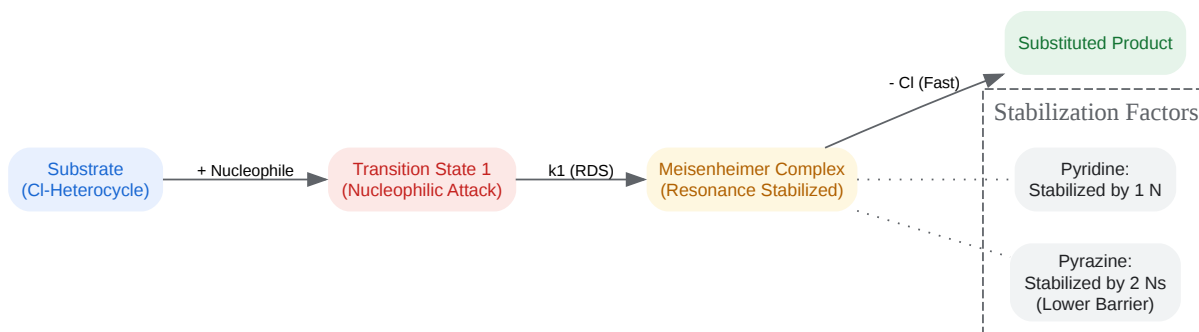 Substituted Product
- Cl (Fast)
Stabilization Factors
Substrate
(Cl-Heterocycle)
+ Nucleophile
Transition State 1
(Nucleophilic Attack)
k1 (RDS)
Meisenheimer Complex
(Resonance Stabilized)
Pyridine:
Stabilized by 1 N
Pyrazine:
Stabilized by 2 Ns
(Lower Barrier)